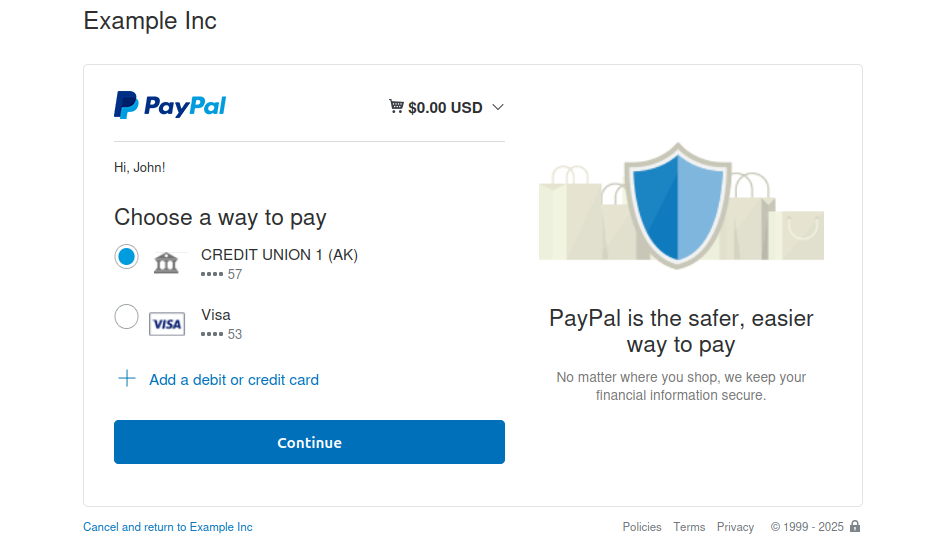 Example Inc
PayPal
$0.00 USD
Hi, John!
Choose a way to pay
CREDIT UNION 1 (AK)
•••• 57
VISA
Visa
•••• 53
Add a debit or credit card
Continue
PayPal is the safer, easier
way to pay
No matter where you shop, we keep your
financial information secure.
Cancel and return to Example Inc
Policies Terms Privacy © 1999 - 2025